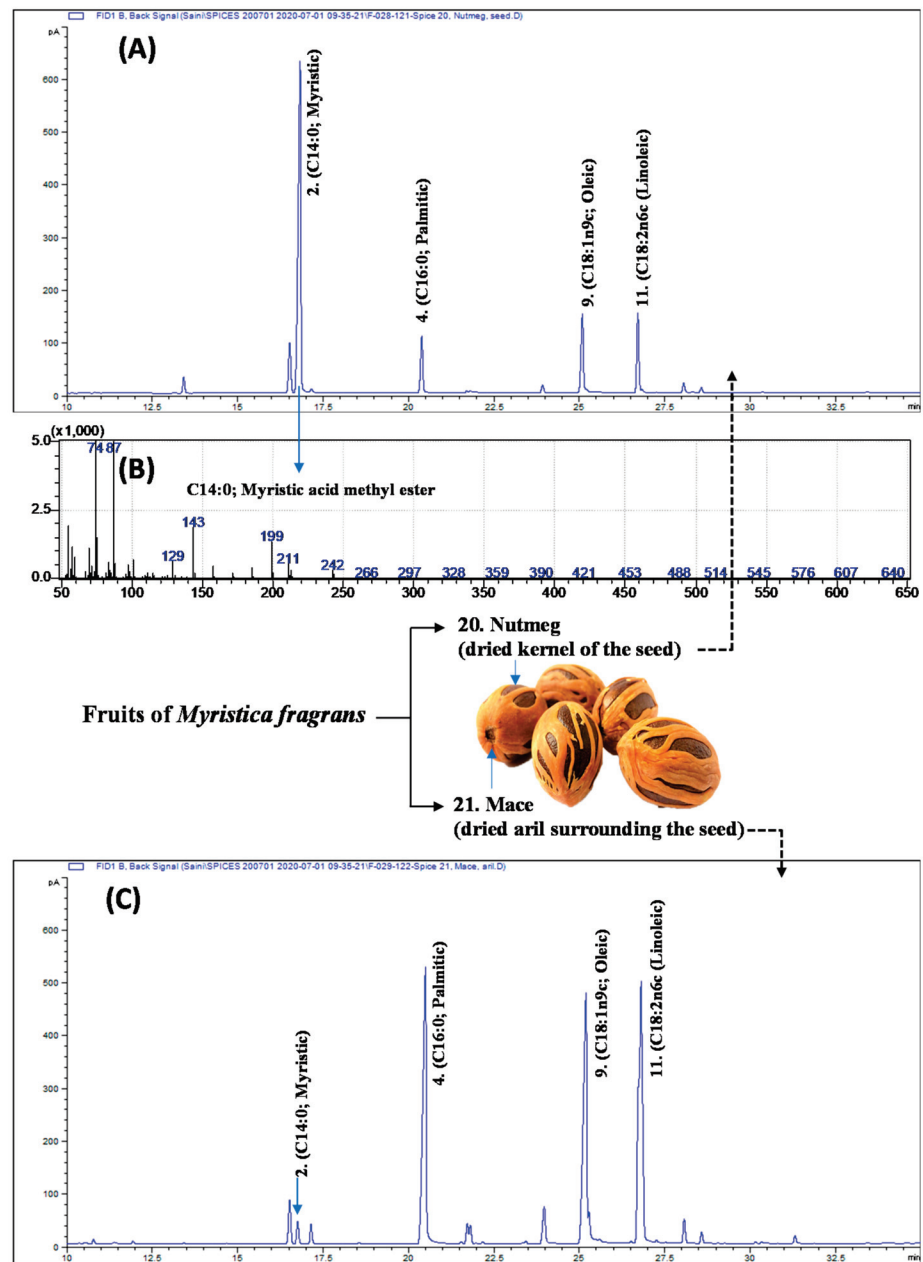 FID1 B, Back Signal (Saini\SPICES 200701 2020-07-01 09-35-21\F-028-121-Spice 20, Nutmeg, seed.D)
pA
(A)
600
500
400
300
200
100
0
2. (C14:0; Myristic)
4. (C16:0; Palmitic)
9. (C18:1n9c; Oleic)
11. (C18:2n6c (Linoleic)
10 12.5 15 17.5 20 22.5 25 27.5 30 32.5 min
(x1,000)
5.0
2.5
0.0
(B)
74 87
C14:0; Myristic acid methyl ester
129 143 199 211 242 266 297 328 359 390 421 453 488 514 545 576 607 640
50 100 150 200 250 300 350 400 450 500 550 600 650
20. Nutmeg
(dried kernel of the seed)
Fruits of Myristica fragrans
21. Mace
(dried aril surrounding the seed)
FID1 B, Back Signal (Saini\SPICES 200701 2020-07-01 09-35-21\F-029-122-Spice 21, Mace, aril.D)
pA
(C)
600
500
400
300
200
100
0
2. (C14:0; Myristic)
4. (C16:0; Palmitic)
9. (C18:1n9c; Oleic)
11. (C18:2n6c (Linoleic)
10 12.5 15 17.5 20 22.5 25 27.5 30 32.5 min